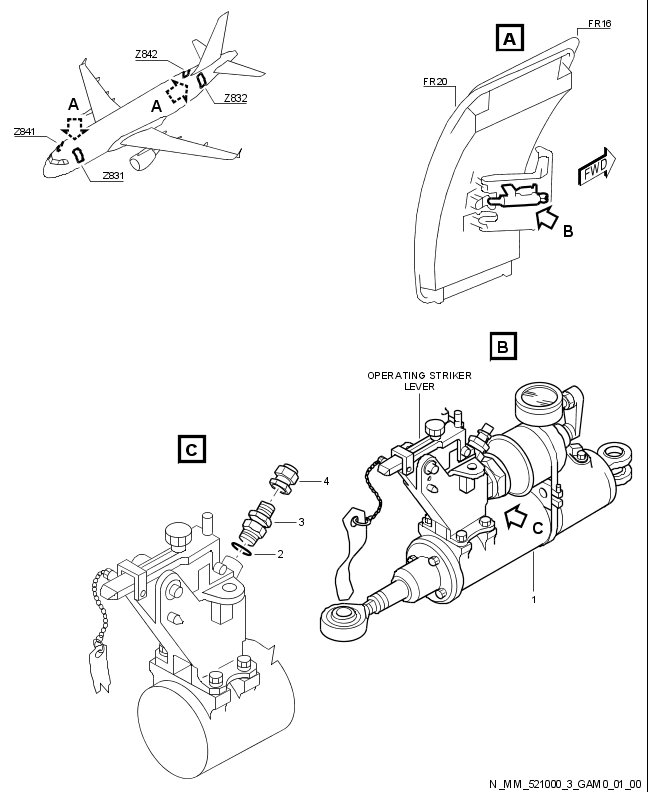 Z842
A
A
Z832
Z841
Z831
A
FR16
FR20
FWD
B
B
OPERATING STRIKER
LEVER
C
1
C
4
3
2
N_MM_521000_3_GAM0_01_00